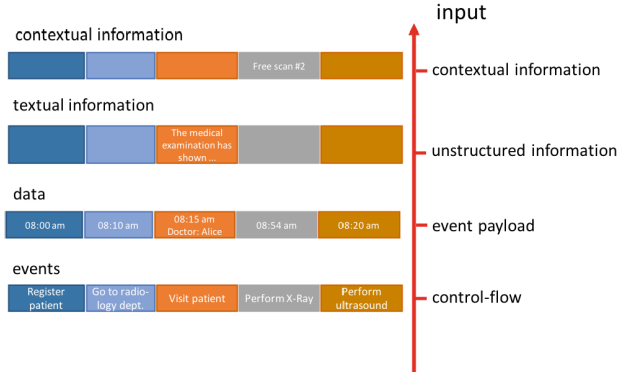 input
contextual information
Free scan #2
contextual information
textual information
The medical
examination has
shown ...
unstructured information
data
08:00 am
08:10 am
08:15 am
Doctor: Alice
08:54 am
08:20 am
event payload
events
Register
patient
Go to radio-
logy dept.
Visit patient
Perform X-Ray
Perform
ultrasound
control-flow